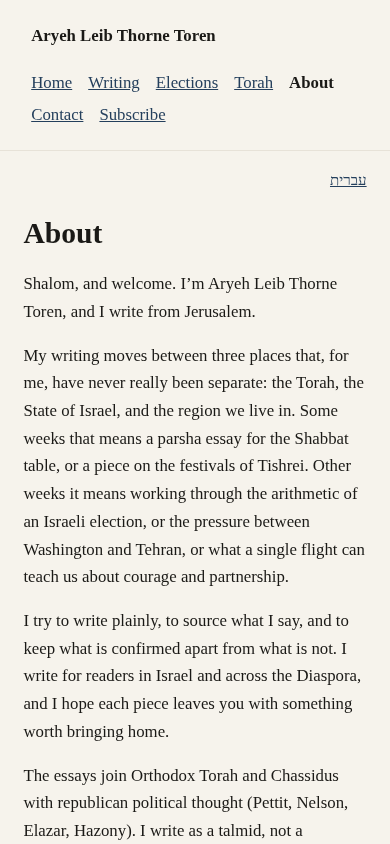 Aryeh Leib Thorne Toren
Home Writing Elections Torah About
Contact Subscribe
עברית
About
Shalom, and welcome. I’m Aryeh Leib Thorne
Toren, and I write from Jerusalem.
My writing moves between three places that, for
me, have never really been separate: the Torah, the
State of Israel, and the region we live in. Some
weeks that means a parsha essay for the Shabbat
table, or a piece on the festivals of Tishrei. Other
weeks it means working through the arithmetic of
an Israeli election, or the pressure between
Washington and Tehran, or what a single flight can
teach us about courage and partnership.
I try to write plainly, to source what I say, and to
keep what is confirmed apart from what is not. I
write for readers in Israel and across the Diaspora,
and I hope each piece leaves you with something
worth bringing home.
The essays join Orthodox Torah and Chassidus
with republican political thought (Pettit, Nelson,
Elazar, Hazony). I write as a talmid, not a